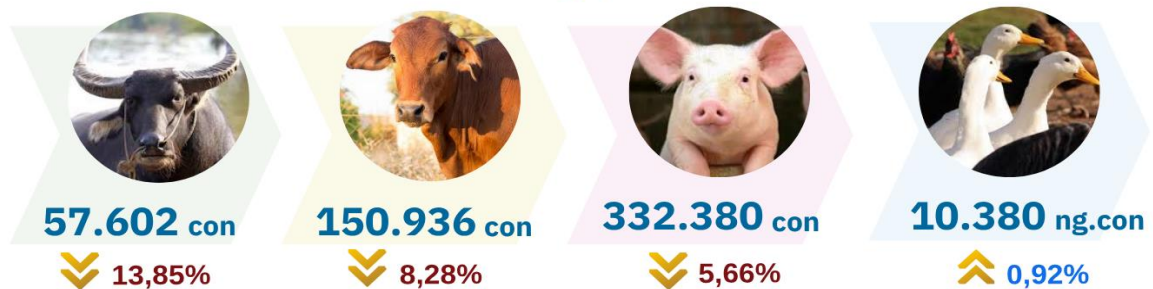 57.602 con
150.936 con
332.380 con
10.380 ng.con
13,85%
8,28%
5,66%
0,92%